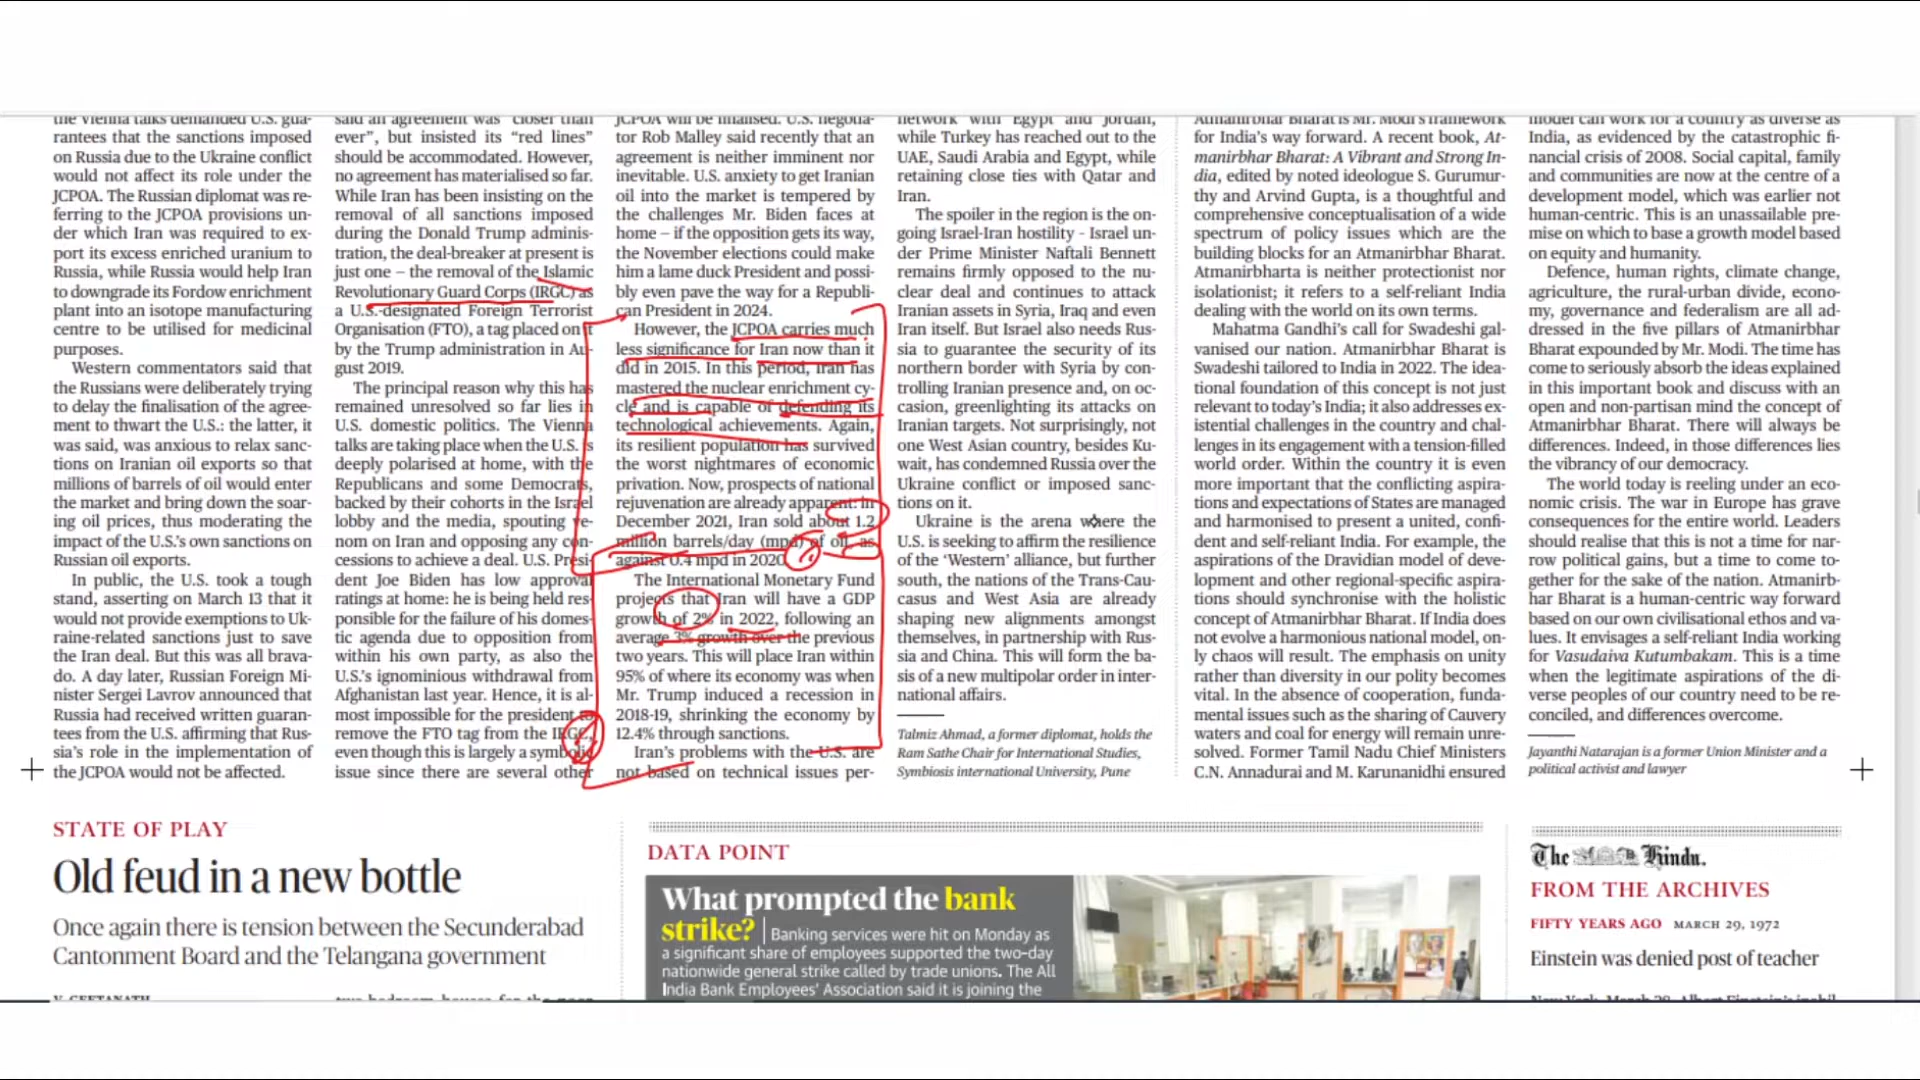 the Vienna talks demanded U.S. gua-
rantees that the sanctions imposed
on Russia due to the Ukraine conflict
would not affect its role under the
JCPOA. The Russian diplomat was re-
ferring to the JCPOA provisions un-
der which Iran was required to ex-
port its excess enriched uranium to
Russia, while Russia would help Iran
to downgrade its Fordow enrichment
plant into an isotope manufacturing
centre to be utilised for medicinal
purposes.
Western commentators said that
the Russians were deliberately trying
to delay the finalisation of the agree-
ment to thwart the U.S.: the latter, it
was said, was anxious to relax sanc-
tions on Iranian oil exports so that
millions of barrels of oil would enter
the market and bring down the soar-
ing oil prices, thus moderating the
impact of the U.S.'s own sanctions on
Russian oil exports.
In public, the U.S. took a tough
stand, asserting on March 13 that it
would not provide exemptions to Uk-
raine-related sanctions just to save
the Iran deal. But this was all brava-
do. A day later, Russian Foreign Mi-
nister Sergei Lavrov announced that
Russia had received written guaran-
tees from the U.S. affirming that Rus-
sia's role in the implementation of
the JCPOA would not be affected.
said an agreement was "closer than
ever", but insisted its "red lines"
should be accommodated. However,
no agreement has materialised so far.
While Iran has been insisting on the
removal of all sanctions imposed
during the Donald Trump adminis-
tration, the deal-breaker at present is
just one – the removal of the Islamic
Revolutionary Guard Corps (IRGC) as
a U.S.-designated Foreign Terrorist
Organisation (FTO), a tag placed on it
by the Trump administration in Au-
gust 2019.
The principal reason why this has
remained unresolved so far lies in
U.S. domestic politics. The Vienna
talks are taking place when the U.S. is
deeply polarised at home, with the
Republicans and some Democrats,
backed by their cohorts in the Israel
lobby and the media, spouting ve-
nom on Iran and opposing any con-
cessions to achieve a deal. U.S. Presi-
dent Joe Biden has low approval
ratings at home: he is being held res-
ponsible for the failure of his domes-
tic agenda due to opposition from
within his own party, as also the
U.S.'s ignominious withdrawal from
Afghanistan last year. Hence, it is al-
most impossible for the president to
remove the FTO tag from the IRGC,
even though this is largely a symbolic
issue since there are several other
JCPOA will be finalised. U.S. negotia-
tor Rob Malley said recently that an
agreement is neither imminent nor
inevitable. U.S. anxiety to get Iranian
oil into the market is tempered by
the challenges Mr. Biden faces at
home – if the opposition gets its way,
the November elections could make
him a lame duck President and possi-
bly even pave the way for a Republi-
can President in 2024.
However, the JCPOA carries much
less significance for Iran now than it
did in 2015. In this period, Iran has
mastered the nuclear enrichment cy-
cle and is capable of defending its
technological achievements. Again,
its resilient population has survived
the worst nightmares of economic
privation. Now, prospects of national
rejuvenation are already apparent: in
December 2021, Iran sold about 1.2
million barrels/day (mpd) of oil, as
against 0.4 mpd in 2020.
The International Monetary Fund
projects that Iran will have a GDP
growth of 2% in 2022, following an
average 3% growth over the previous
two years. This will place Iran within
95% of where its economy was when
Mr. Trump induced a recession in
2018-19, shrinking the economy by
12.4% through sanctions.
Iran's problems with the U.S. are
not based on technical issues per-
network with Egypt and Jordan,
while Turkey has reached out to the
UAE, Saudi Arabia and Egypt, while
retaining close ties with Qatar and
Iran.
The spoiler in the region is the on-
going Israel-Iran hostility - Israel un-
der Prime Minister Naftali Bennett
remains firmly opposed to the nu-
clear deal and continues to attack
Iranian assets in Syria, Iraq and even
Iran itself. But Israel also needs Rus-
sia to guarantee the security of its
northern border with Syria by con-
trolling Iranian presence and, on oc-
casion, greenlighting its attacks on
Iranian targets. Not surprisingly, not
one West Asian country, besides Ku-
wait, has condemned Russia over the
Ukraine conflict or imposed sanc-
tions on it.
Ukraine is the arena where the
U.S. is seeking to affirm the resilience
of the 'Western' alliance, but further
south, the nations of the Trans-Cau-
casus and West Asia are already
shaping new alignments amongst
themselves, in partnership with Rus-
sia and China. This will form the ba-
sis of a new multipolar order in inter-
national affairs.
Talmiz Ahmad, a former diplomat, holds the
Ram Sathe Chair for International Studies,
Symbiosis international University, Pune
Atmanirbhar Bharat is Mr. Modi's framework
for India's way forward. A recent book, At-
manirbhar Bharat: A Vibrant and Strong In-
dia, edited by noted ideologue S. Gurumur-
thy and Arvind Gupta, is a thoughtful and
comprehensive conceptualisation of a wide
spectrum of policy issues which are the
building blocks for an Atmanirbhar Bharat.
Atmanirbharta is neither protectionist nor
isolationist; it refers to a self-reliant India
dealing with the world on its own terms.
Mahatma Gandhi's call for Swadeshi gal-
vanised our nation. Atmanirbhar Bharat is
Swadeshi tailored to India in 2022. The idea-
tional foundation of this concept is not just
relevant to today's India; it also addresses ex-
istential challenges in the country and chal-
lenges in its engagement with a tension-filled
world order. Within the country it is even
more important that the conflicting aspira-
tions and expectations of States are managed
and harmonised to present a united, confi-
dent and self-reliant India. For example, the
aspirations of the Dravidian model of deve-
lopment and other regional-specific aspira-
tions should synchronise with the holistic
concept of Atmanirbhar Bharat. If India does
not evolve a harmonious national model, on-
ly chaos will result. The emphasis on unity
rather than diversity in our polity becomes
vital. In the absence of cooperation, funda-
mental issues such as the sharing of Cauvery
waters and coal for energy will remain unre-
solved. Former Tamil Nadu Chief Ministers
C.N. Annadurai and M. Karunanidhi ensured
model can work for a country as diverse as
India, as evidenced by the catastrophic fi-
nancial crisis of 2008. Social capital, family
and communities are now at the centre of a
development model, which was earlier not
human-centric. This is an unassailable pre-
mise on which to base a growth model based
on equity and humanity.
Defence, human rights, climate change,
agriculture, the rural-urban divide, econo-
my, governance and federalism are all ad-
dressed in the five pillars of Atmanirbhar
Bharat expounded by Mr. Modi. The time has
come to seriously absorb the ideas explained
in this important book and discuss with an
open and non-partisan mind the concept of
Atmanirbhar Bharat. There will always be
differences. Indeed, in those differences lies
the vibrancy of our democracy.
The world today is reeling under an eco-
nomic crisis. The war in Europe has grave
consequences for the entire world. Leaders
should realise that this is not a time for nar-
row political gains, but a time to come to-
gether for the sake of the nation. Atmanirb-
har Bharat is a human-centric way forward
based on our own civilisational ethos and va-
lues. It envisages a self-reliant India working
for Vasudaiva Kutumbakam. This is a time
when the legitimate aspirations of the di-
verse peoples of our country need to be re-
conciled, and differences overcome.
Jayanthi Natarajan is a former Union Minister and a
political activist and lawyer
STATE OF PLAY
Old feud in a new bottle
Once again there is tension between the Secunderabad
Cantonment Board and the Telangana government
DATA POINT
What prompted the bank
strike? | Banking services were hit on Monday as
a significant share of employees supported the two-day
nationwide general strike called by trade unions. The All
India Bank Employees' Association said it is joining the
The Hindu.
FROM THE ARCHIVES
FIFTY YEARS AGO MARCH 29, 1972
Einstein was denied post of teacher